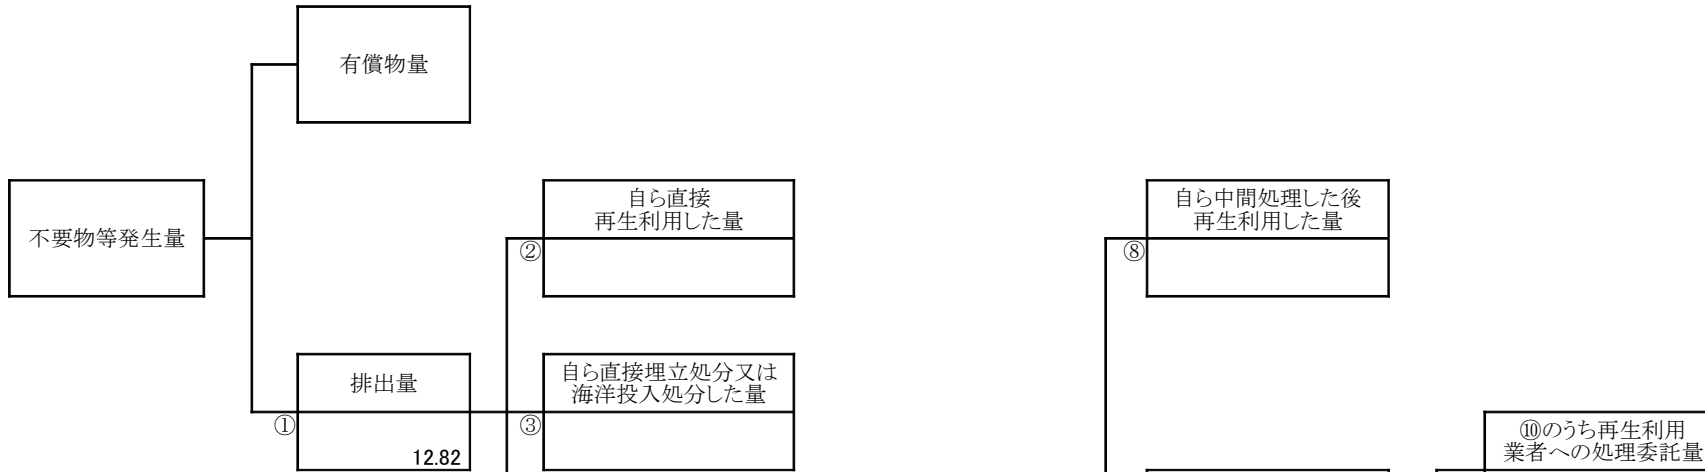 有償物量
不要物等発生量
自ら直接
再生利用した量
②
自ら中間処理した後
再生利用した量
⑧
排出量
①
12.82
自ら直接埋立処分又は
海洋投入処分した量
③
⑩のうち再生利用
業者への処理委託量